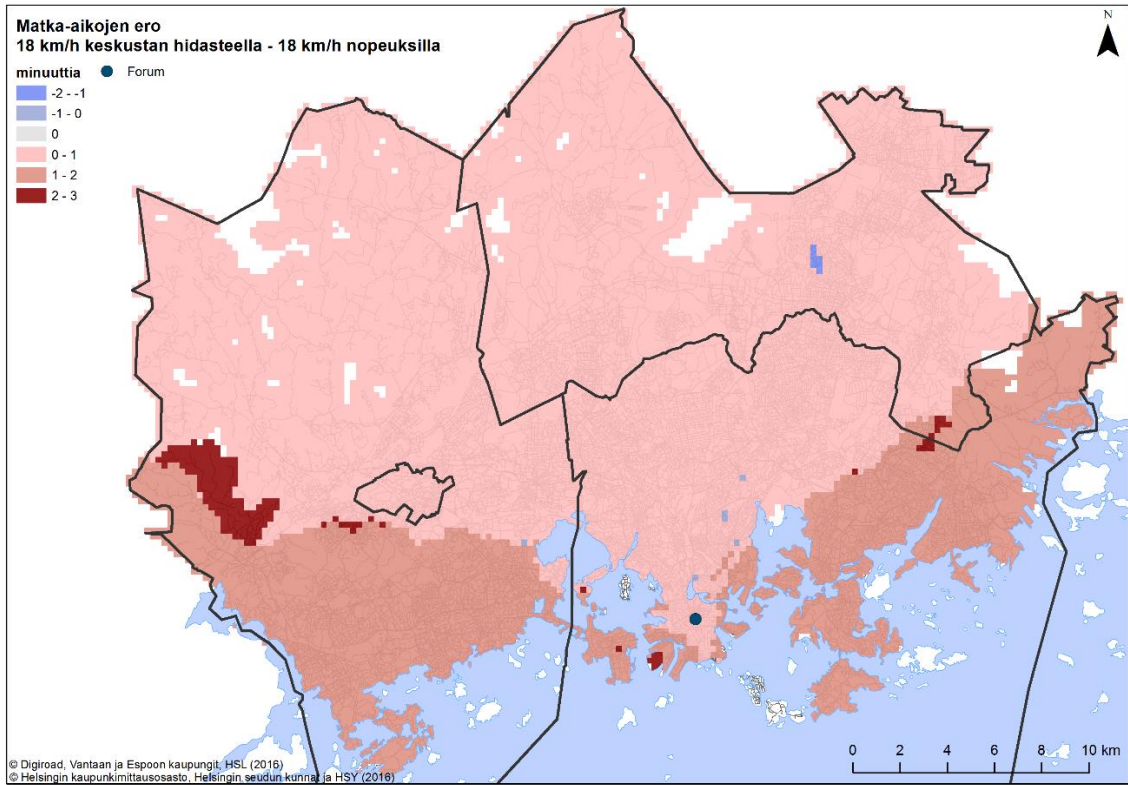 Matka-aikojen ero
18 km/h keskustan hidasteella - 18 km/h nopeuksilla
minuuttia
Forum
-2 - -1
-1 - 0
0
0 - 1
1 - 2
2 - 3
N
0 2 4 6 8 10 km
© Digiroad, Vantaan ja Espoon kaupungit, HSL (2016)
© Helsingin kaupunkimittausosasto, Helsingin seudun kunnat ja HSY (2016)